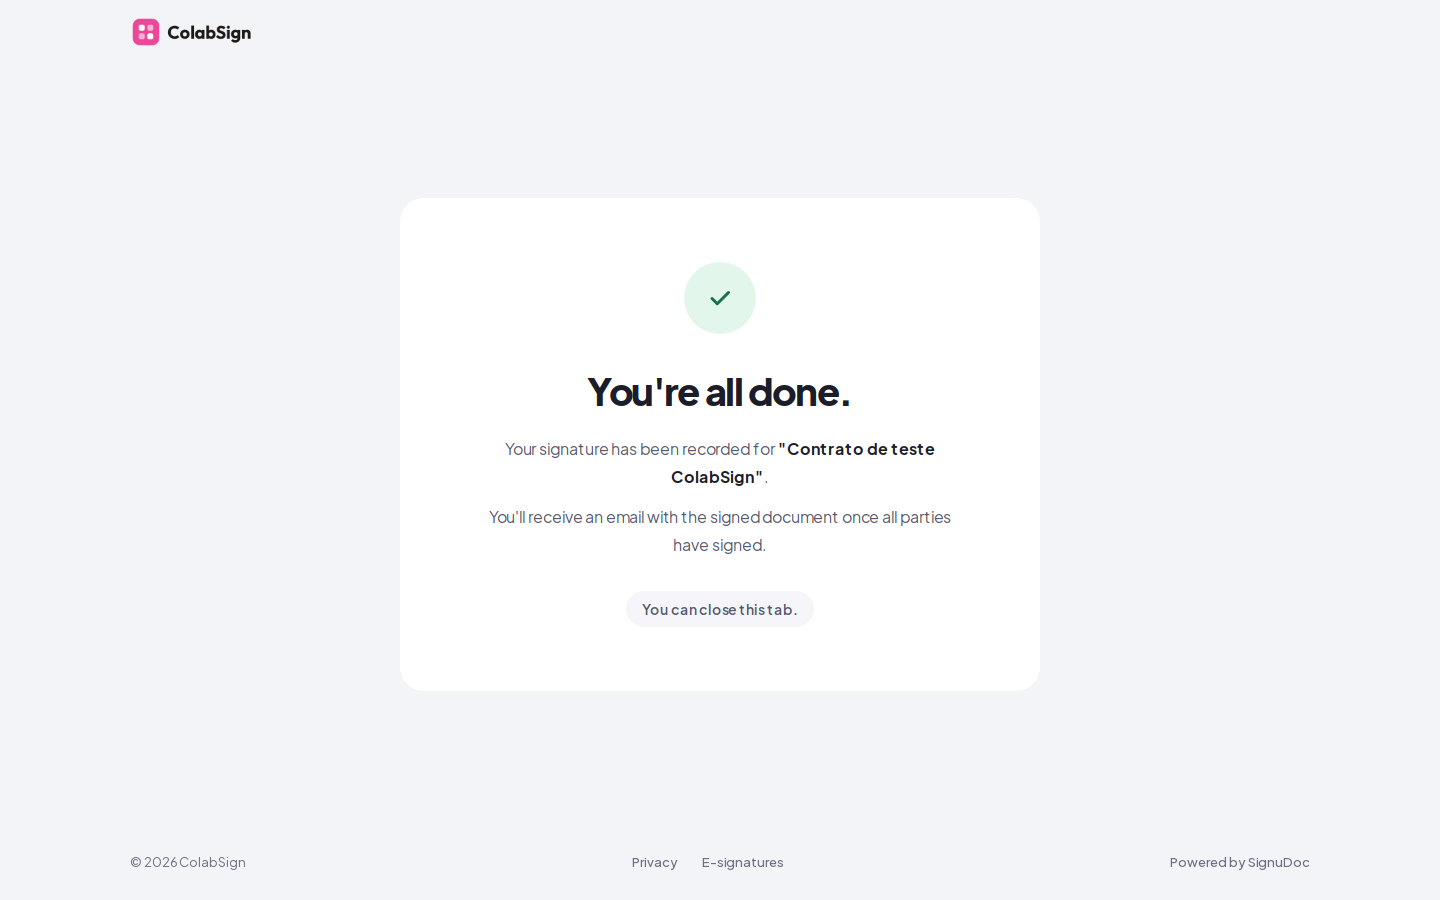 ColabSign
You're all done.
Your signature has been recorded for "Contrato de teste
ColabSign".
You'll receive an email with the signed document once all parties
have signed.
You can close this tab.
© 2026 ColabSign
Privacy
E-signatures
Powered by SignuDoc